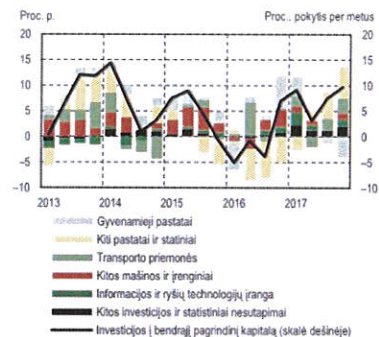 Proc. p.
Proc., pokytis per metus
20 20
15 15
10 10
5 5
0 0
−5 −5
−10 −10
2013 2014 2015 2016 2017
Gyvenamieji pastatai
Kiti pastatai ir statiniai
Transporto priemonės
Kitos mašinos ir įrenginiai
Informacijos ir ryšių technologijų įranga
Kitos investicijos ir statistiniai nesutapimai
Investicijos į bendrąjį pagrindinį kapitalą (skalė dešinėje)